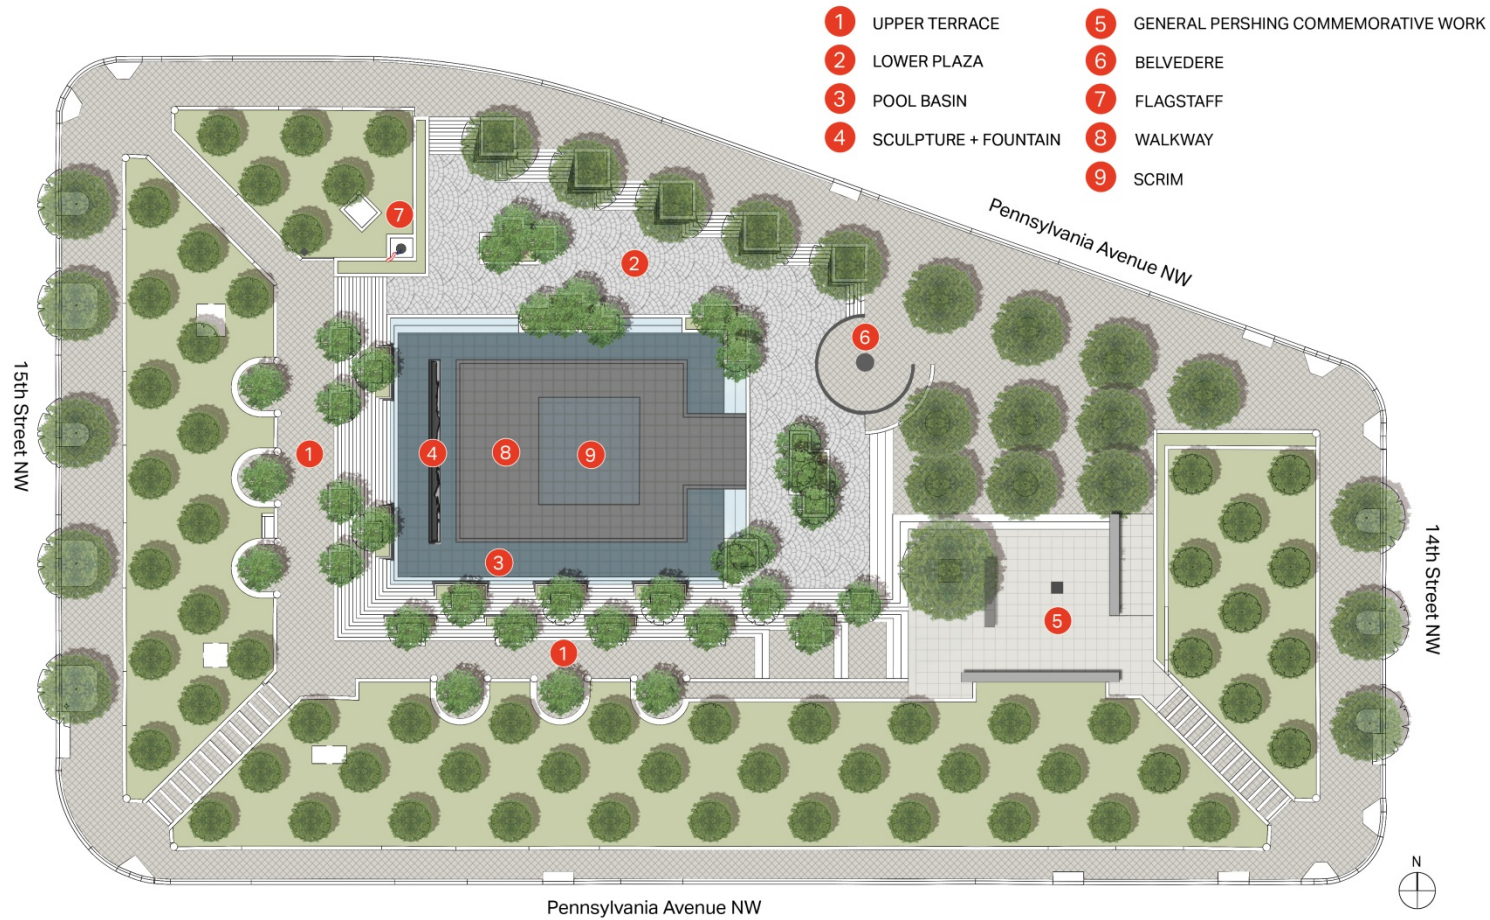 1 UPPER TERRACE
2 LOWER PLAZA
3 POOL BASIN
4 SCULPTURE + FOUNTAIN
5 GENERAL PERSHING COMMEMORATIVE WORK
6 BELVEDERE
7 FLAGSTAFF
8 WALKWAY
9 SCRIM
Pennsylvania Avenue NW
7
2
6
15th Street NW
1
4
8
9
3
14th Street NW
5
1
N
Pennsylvania Avenue NW